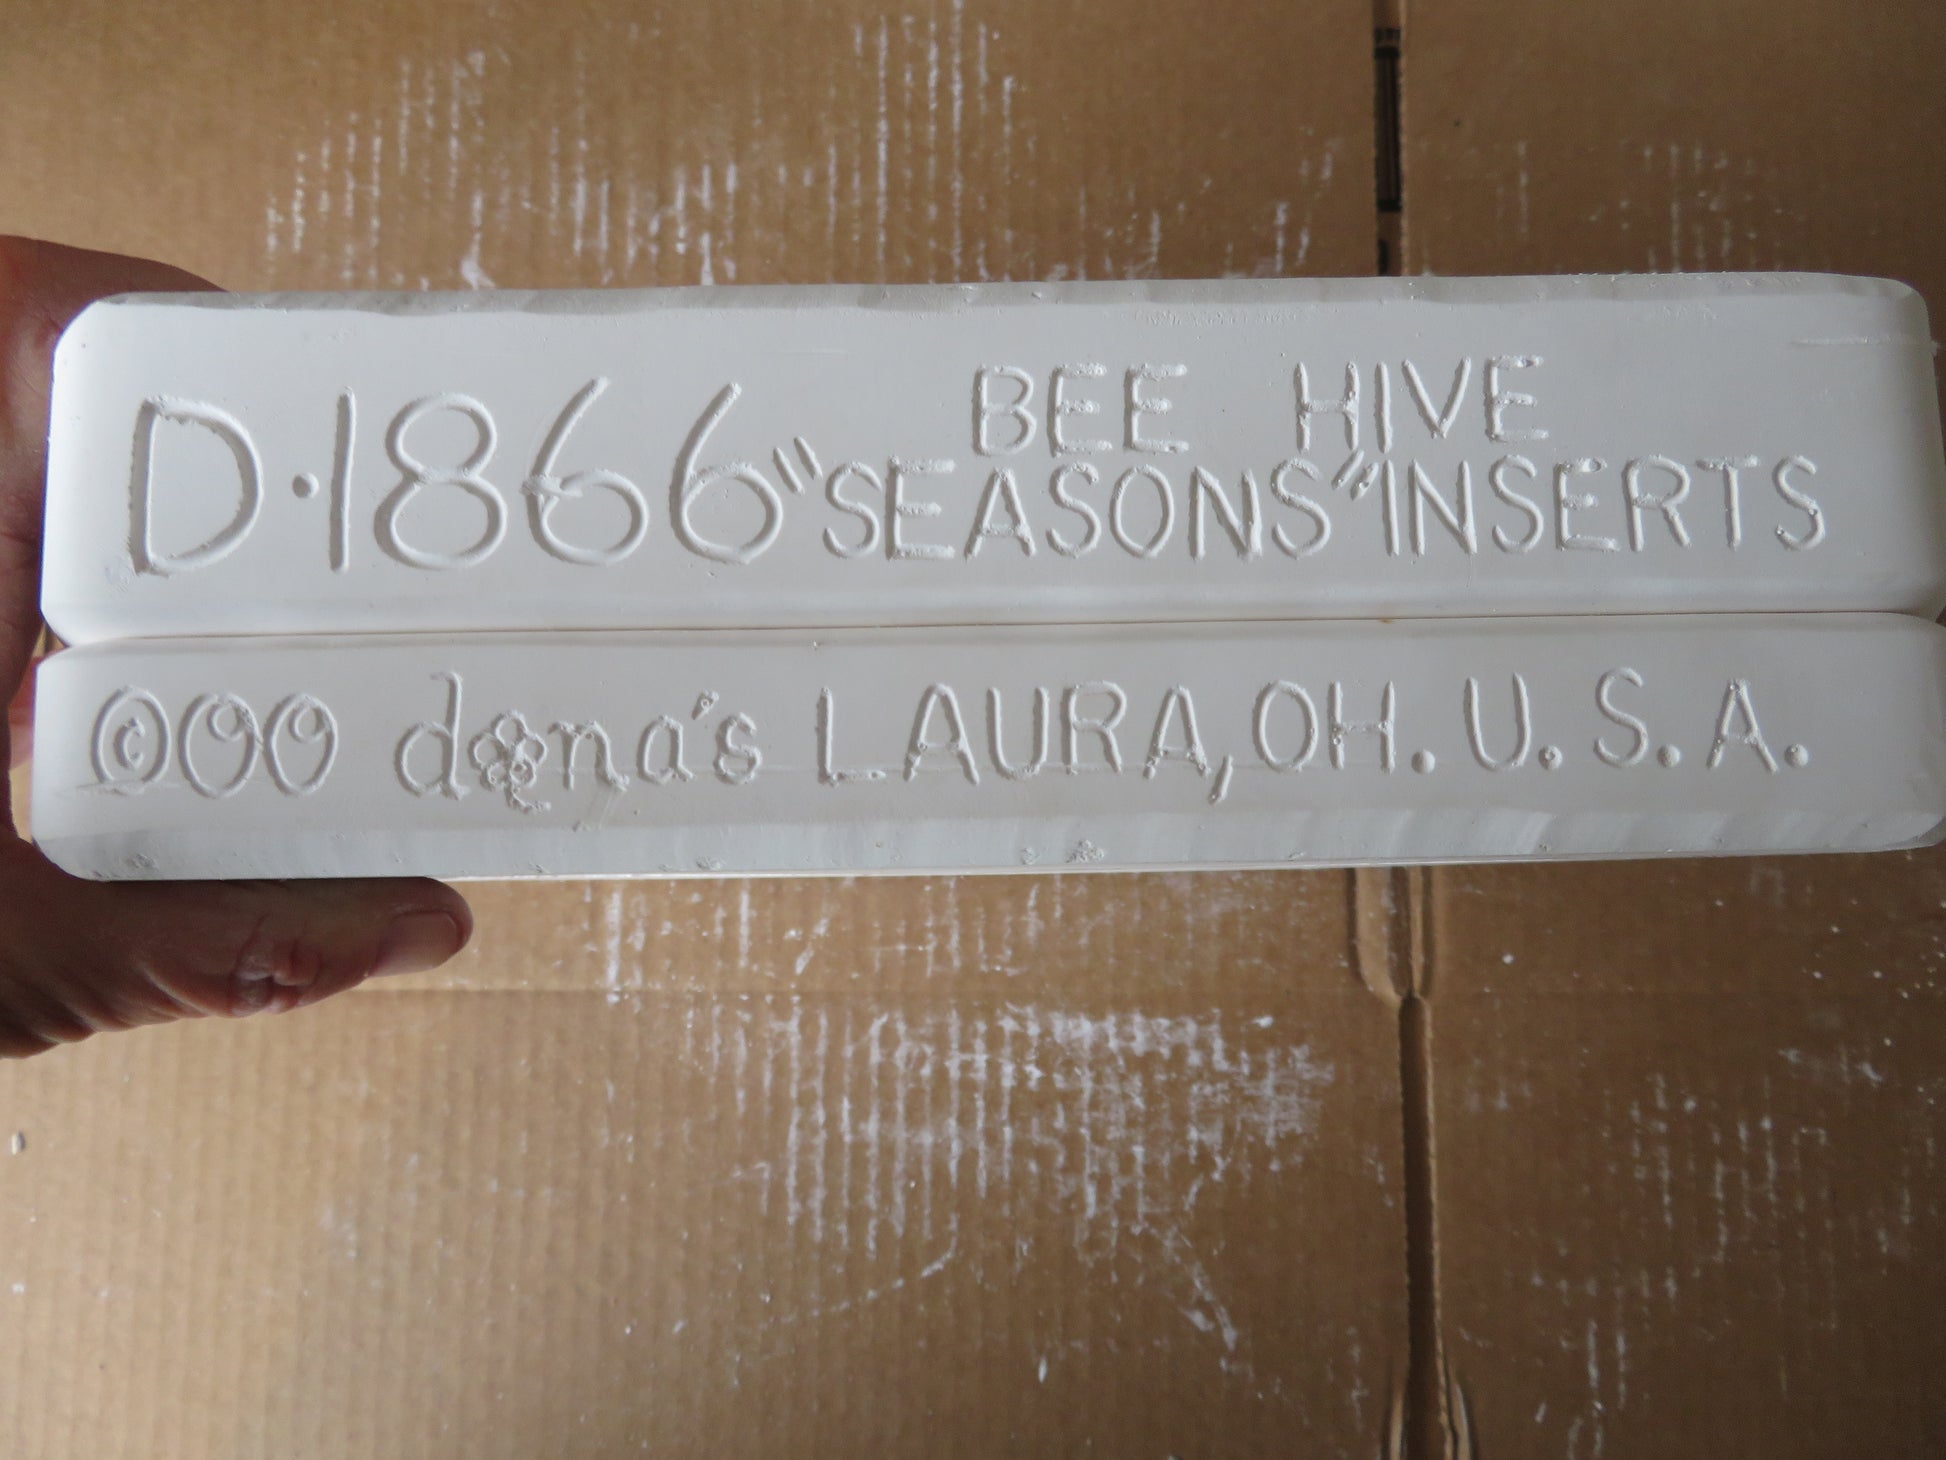 BEE HIVE
D·1866 "SEASONS" INSERTS
©00 dona's LAURA, OH. U.S.A.